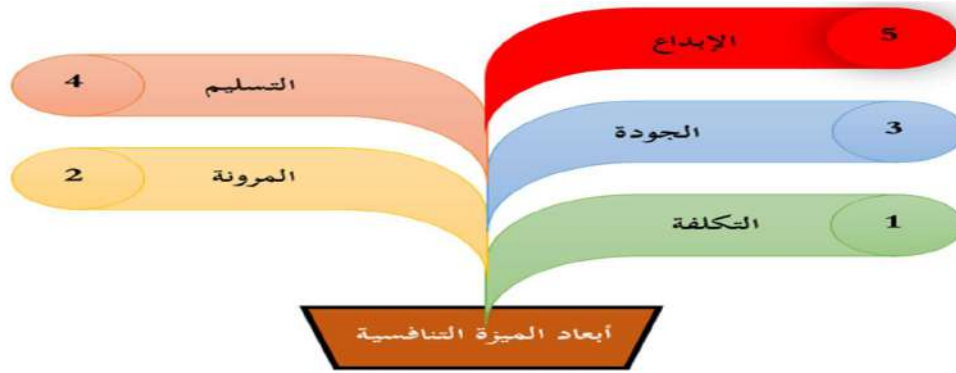 5
الإبداع
التسليم
4
3
الجودة
المرونة
2
1
التكلفة
أبعاد الميزة التنافسية